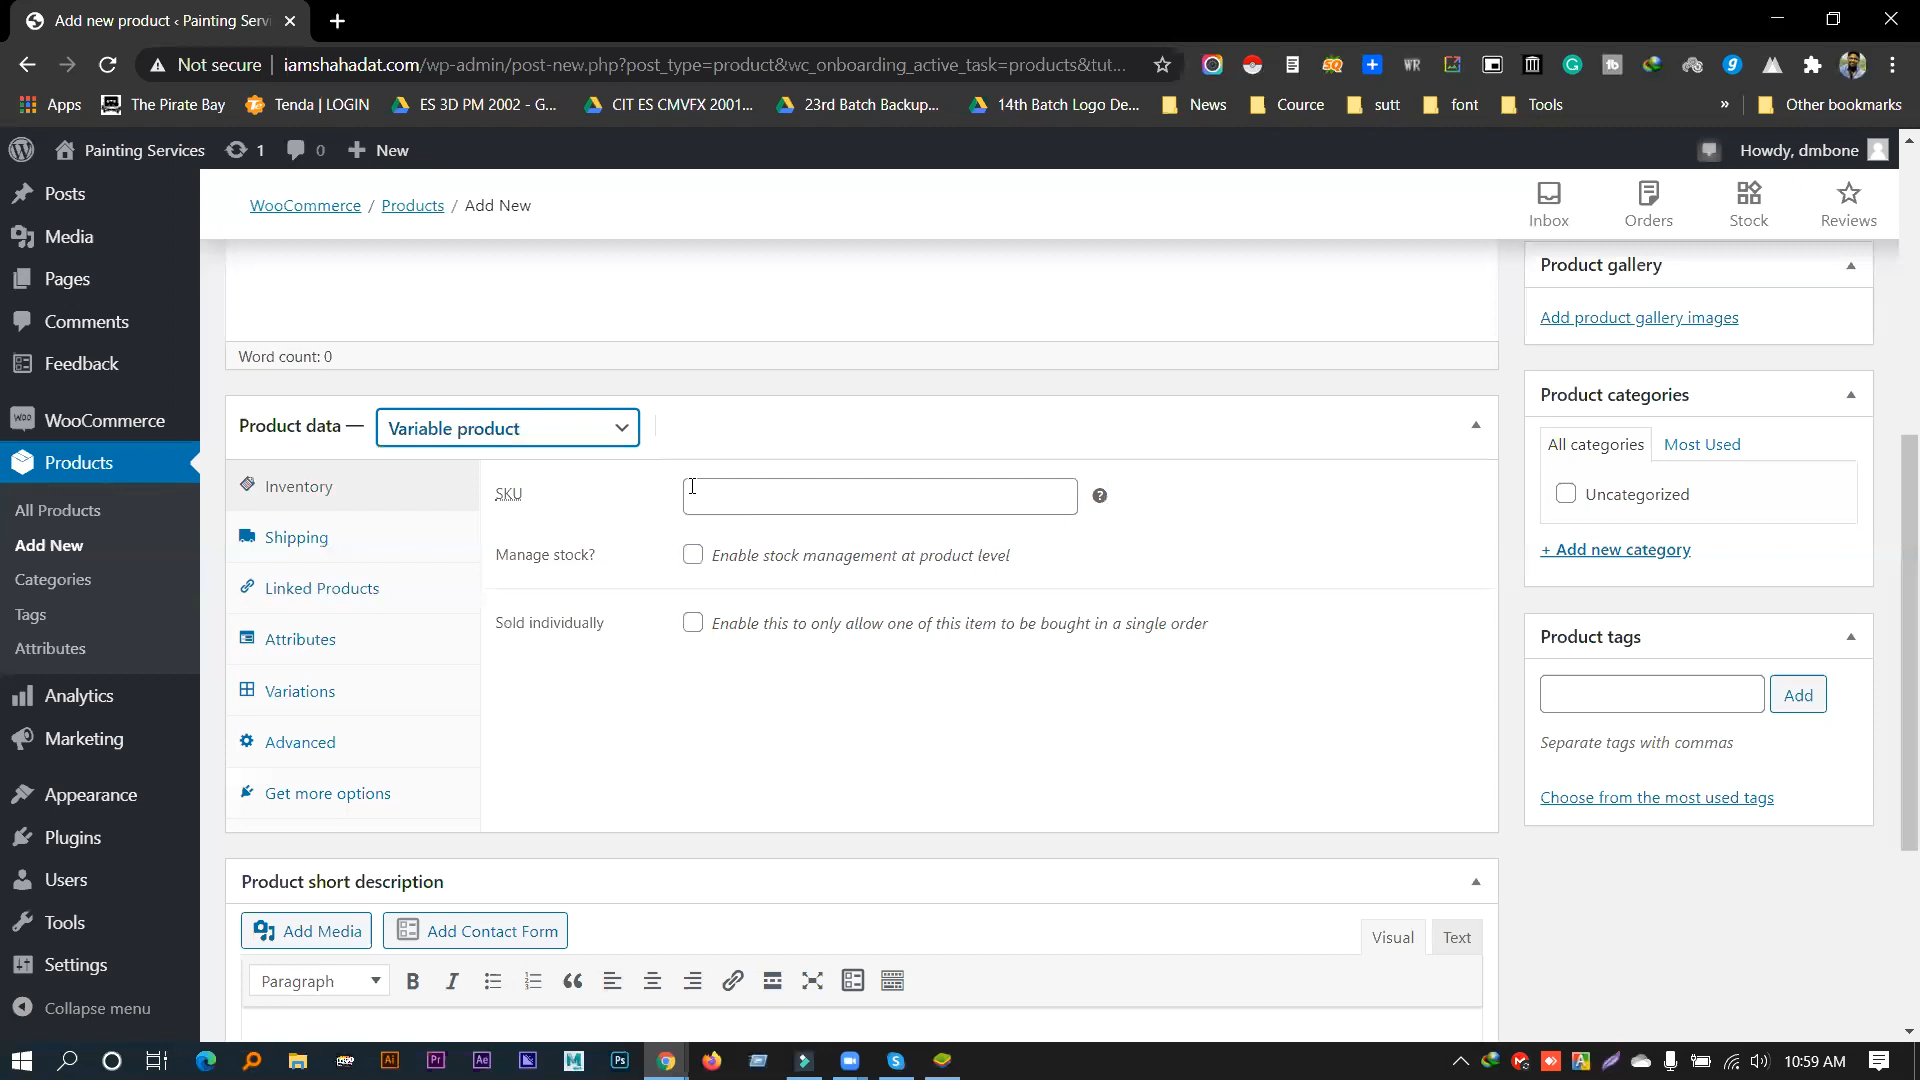 Add new product ‹ Painting Servi
Not secure
iamshahadat.com/wp-admin/post-new.php?post_type=product&wc_onboarding_active_task=products&tut...
Apps
The Pirate Bay
Tenda | LOGIN
ES 3D PM 2002 - G...
CIT ES CMVFX 2001...
23rd Batch Backup...
14th Batch Logo De...
News
Cource
sutt
font
Tools
»
Other bookmarks
Painting Services
1
0
New
Howdy, dmbone
Posts
Media
Pages
Comments
Feedback
WooCommerce
Products
All Products
Add New
Categories
Tags
Attributes
Analytics
Marketing
Appearance
Plugins
Users
Tools
Settings
Collapse menu
WooCommerce / Products / Add New
Inbox
Orders
Stock
Reviews
Word count: 0
Product data — Variable product
Inventory
Shipping
Linked Products
Attributes
Variations
Advanced
Get more options
SKU
Manage stock?
Enable stock management at product level
Sold individually
Enable this to only allow one of this item to be bought in a single order
Product short description
Add Media
Add Contact Form
Visual
Text
Paragraph
Product gallery
Add product gallery images
Product categories
All categories
Most Used
Uncategorized
+ Add new category
Product tags
Add
Separate tags with commas
Choose from the most used tags
10:59 AM